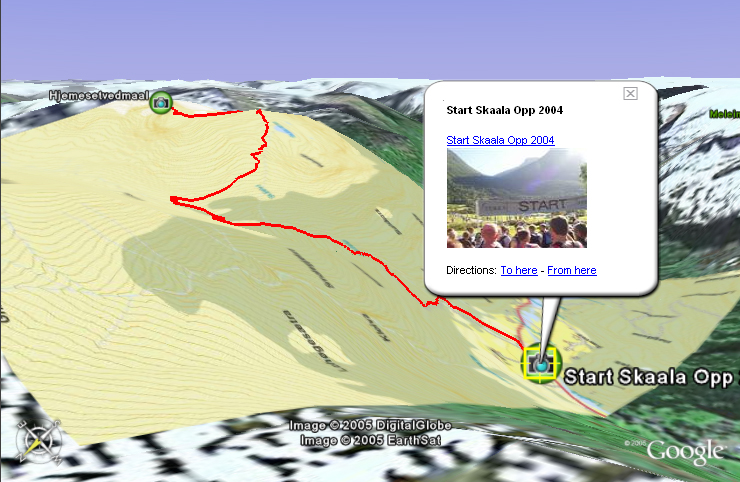 Hjemesetvedmaal
Start Skaala Opp 2004
Start Skaala Opp 2004
START
Directions: To here - From here
Start Skaala Opp
Image © 2005 DigitalGlobe
Image © 2005 EarthSat
Google